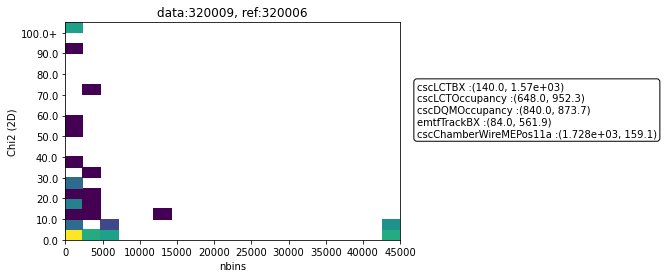 data:320009, ref:320006
100.0+
90.0
80.0
70.0
60.0
50.0
40.0
30.0
20.0
10.0
0.0
Chi2 (2D)
0 5000 10000 15000 20000 25000 30000 35000 40000 45000
nbins
cscLCTBX :(140.0, 1.57e+03)
cscLCTOccupancy :(648.0, 952.3)
cscDQMOccupancy :(840.0, 873.7)
emtfTrackBX :(84.0, 561.9)
cscChamberWireMEPos11a :(1.728e+03, 159.1)